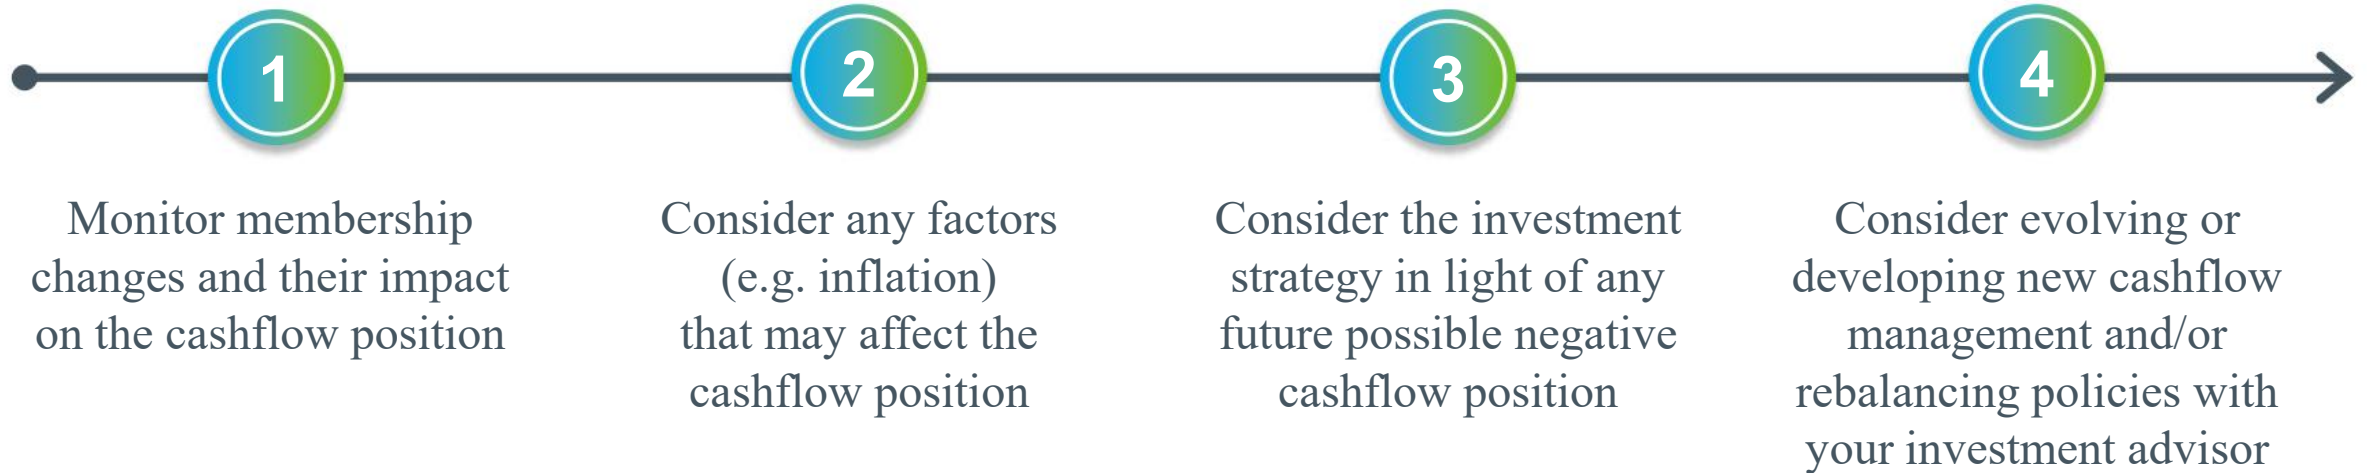 1
Monitor membership
changes and their impact
on the cashflow position
2
Consider any factors
(e.g. inflation)
that may affect the
cashflow position
3
Consider the investment
strategy in light of any
future possible negative
cashflow position
4
Consider evolving or
developing new cashflow
management and/or
rebalancing policies with
your investment advisor